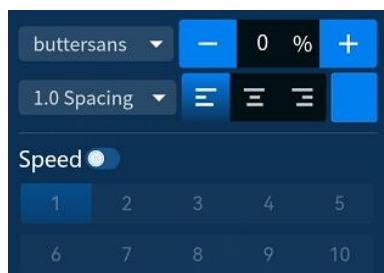 buttersans − 0 % +
1.0 Spacing
Speed
1 2 3 4 5
6 7 8 9 10